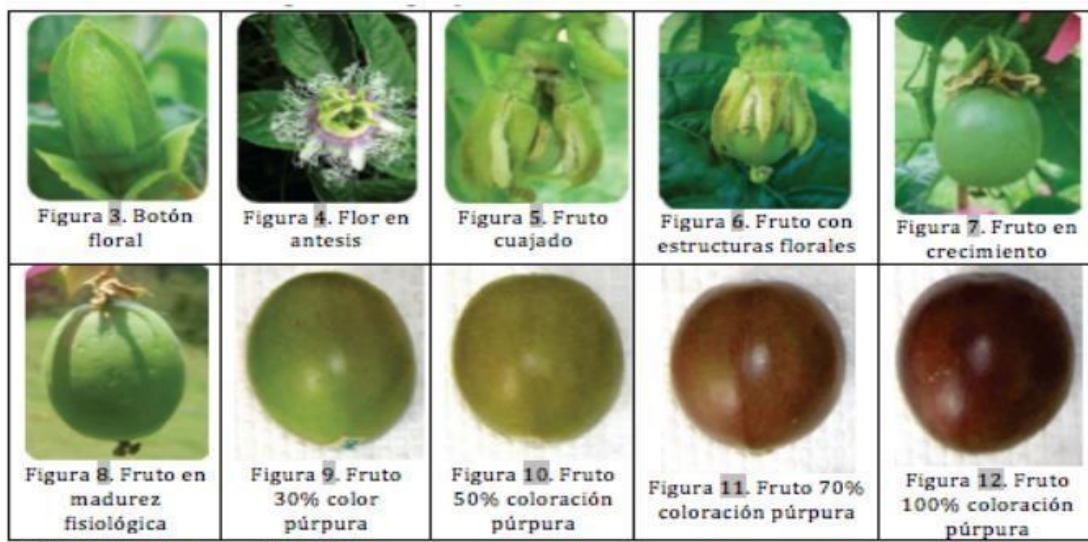 Figura 3. Botón
floral
Figura 4. Flor en
antesis
Figura 5. Fruto
cuajado
Figura 6. Fruto con
estructuras florales
Figura 7. Fruto en
crecimiento
Figura 8. Fruto en
madurez
fisiológica
Figura 9. Fruto
30% color
púrpura
Figura 10. Fruto
50% coloración
púrpura
Figura 11. Fruto 70%
coloración púrpura
Figura 12. Fruto
100% coloración
púrpura